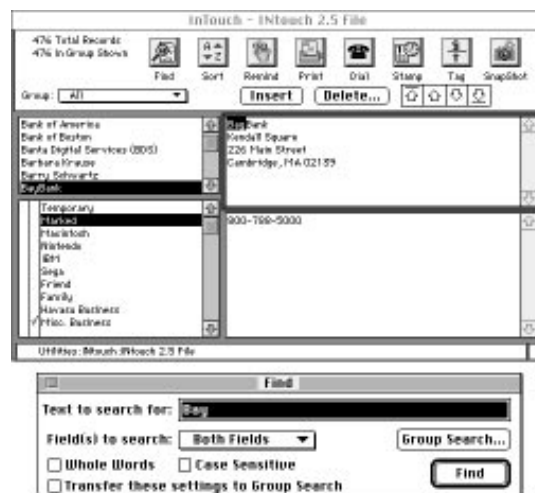 InTouch - INtouch 2.5 File
476 Total Records
476 In Group Shown
Find Sort Remind Print Dial Stamp Tag SnapShot
Group: All
Insert Delete...
Bank of America
Bank of Boston
Banta Digital Services (BDS)
Barbara Krause
Barry Schwartz
BayBank
BayBank
Kendall Square
226 Main Street
Cambridge, MA 02139
Temporary
Marked
Macintosh
Nintendo
IBM
Sega
Friend
Family
Havasa Business
Misc. Business
800-788-5000
Utilities :INtouch :INtouch 2.5 File
Find
Text to search for: Bay
Field(s) to search: Both Fields
Group Search...
Whole Words Case Sensitive
Find
Transfer these settings to Group Search